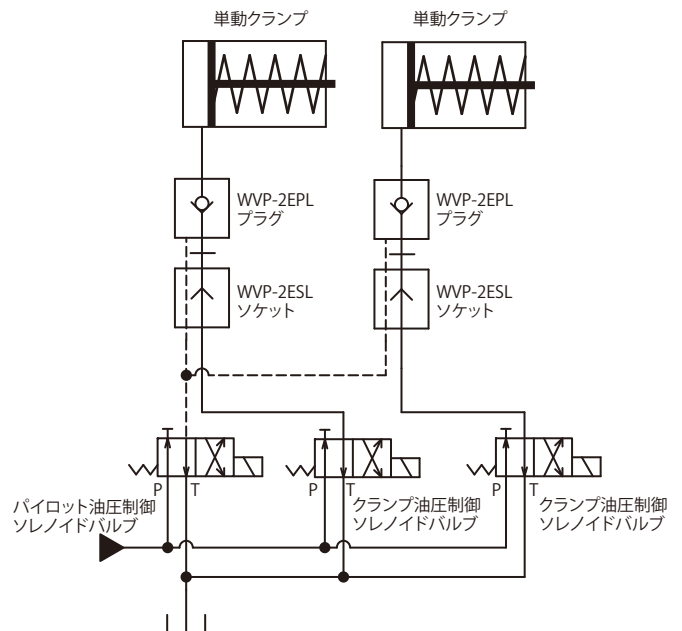 単動クランプ
単動クランプ
WVP-2EPL
プラグ
WVP-2EPL
プラグ
WVP-2ESL
ソケット
WVP-2ESL
ソケット
P
T
P
T
P
T
パイロット油圧制御
ソレノイドバルブ
クランプ油圧制御
ソレノイドバルブ
クランプ油圧制御
ソレノイドバルブ